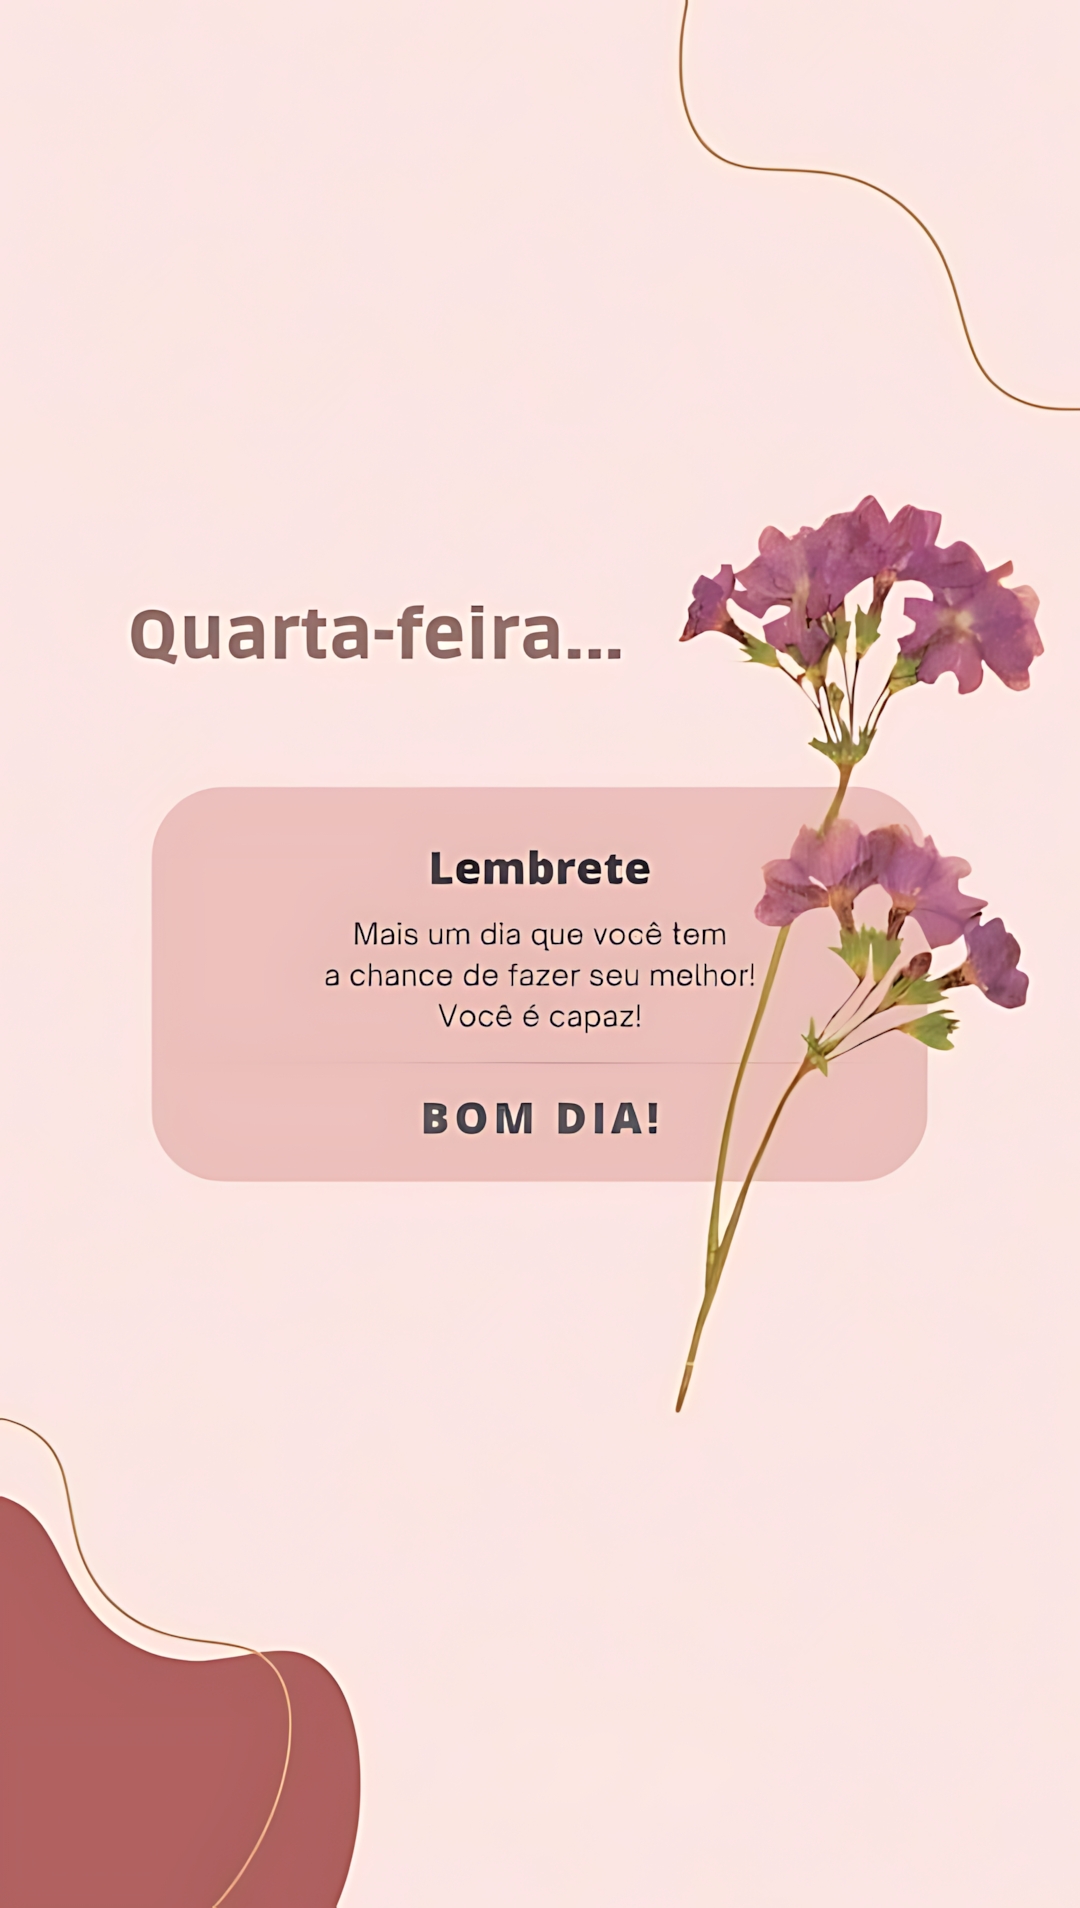 Quarta-feira...
Lembrete
Mais um dia que você tem
a chance de fazer seu melhor!
Você é capaz!
BOM DIA!